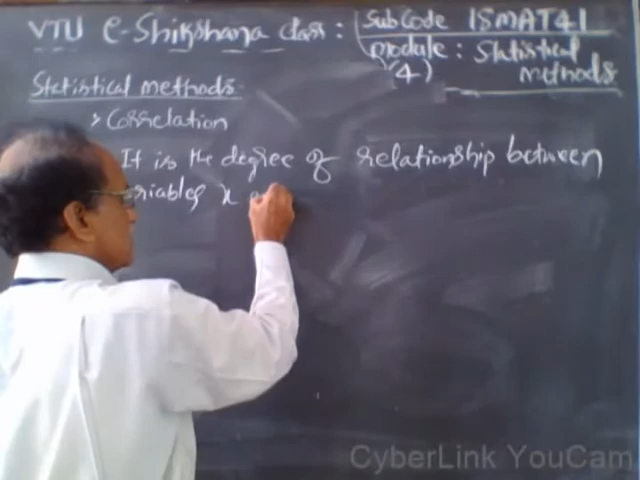 VTU e-Shikshana class :
Sub Code 15MAT41
Module : Statistical
(4) methods
Statistical methods
> Correlation
It is the degree of relationship between
variables x
CyberLink YouCam